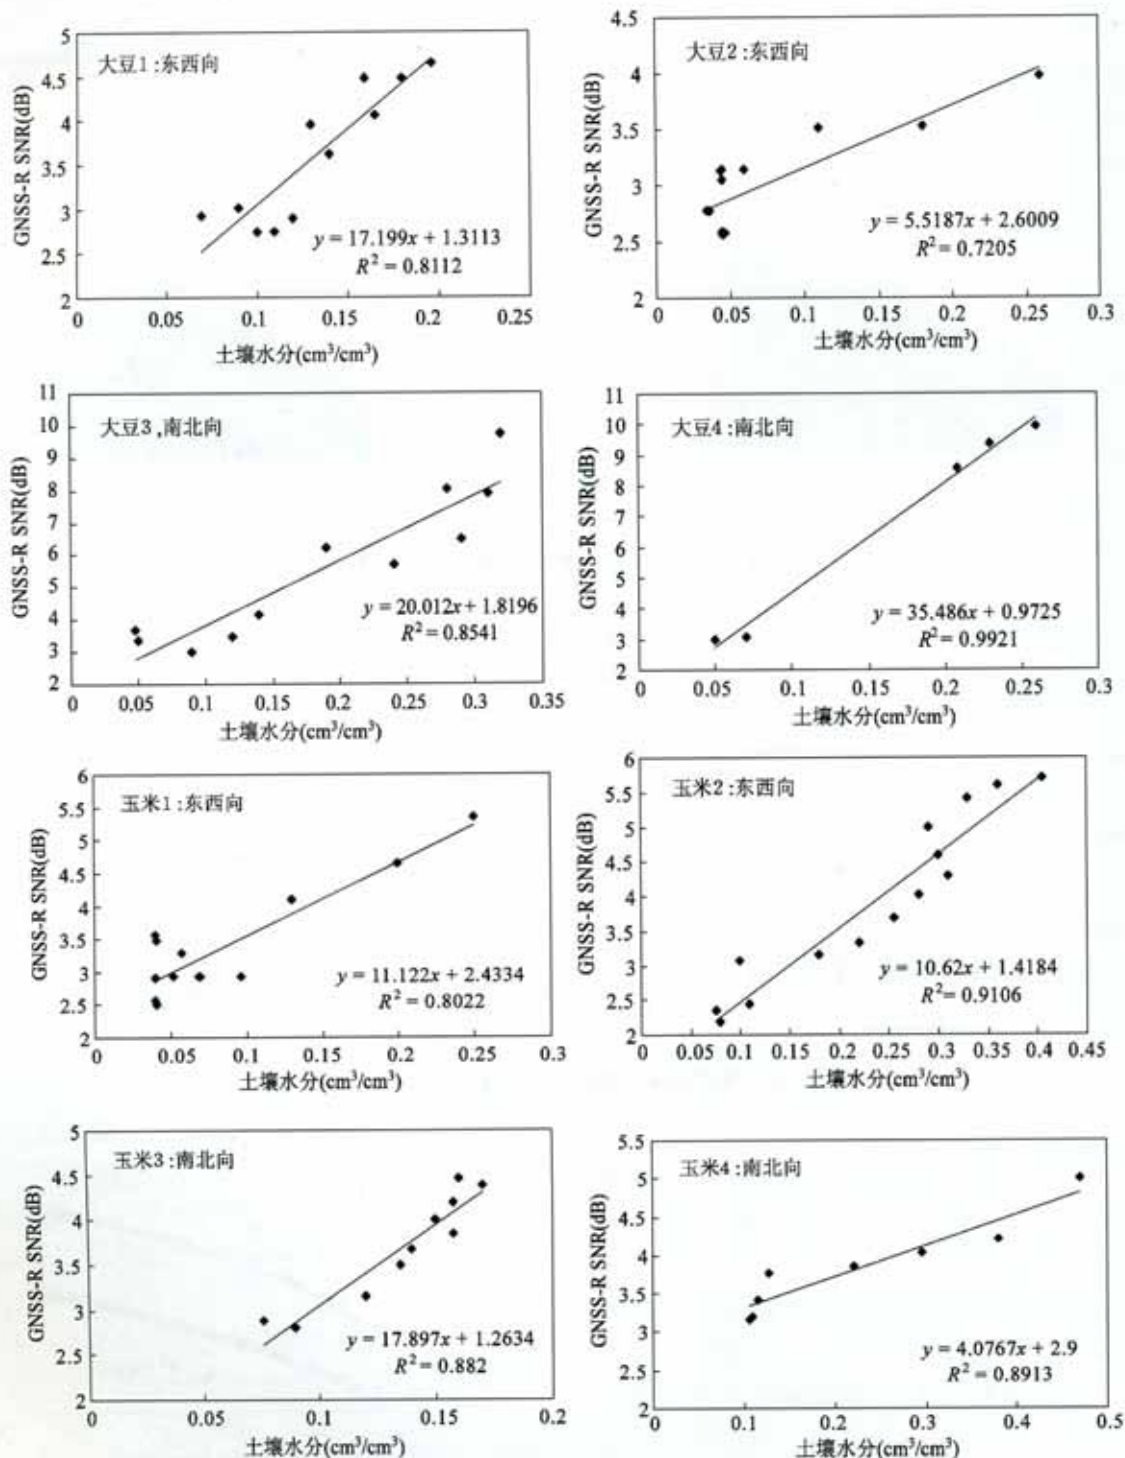 大豆1:东西向
GNSS-R SNR(dB)
5
4.5
4
3.5
3
2.5
2
y = 17.199x + 1.3113
R² = 0.8112
0 0.05 0.1 0.15 0.2 0.25
土壤水分(cm³/cm³)
大豆2:东西向
GNSS-R SNR(dB)
4.5
4
3.5
3
2.5
2
y = 5.5187x + 2.6009
R² = 0.7205
0 0.05 0.1 0.15 0.2 0.25 0.3
土壤水分(cm³/cm³)
大豆3,南北向
GNSS-R SNR(dB)
11
10
9
8
7
6
5
4
3
2
y = 20.012x + 1.8196
R² = 0.8541
0 0.05 0.1 0.15 0.2 0.25 0.3 0.35
土壤水分(cm³/cm³)
大豆4:南北向
GNSS-R SNR(dB)
11
10
9
8
7
6
5
4
3
2
y = 35.486x + 0.9725
R² = 0.9921
0 0.05 0.1 0.15 0.2 0.25 0.3
土壤水分(cm³/cm³)
玉米1:东西向
GNSS-R SNR(dB)
6
5.5
5
4.5
4
3.5
3
2.5
2
y = 11.122x + 2.4334
R² = 0.8022
0 0.05 0.1 0.15 0.2 0.25 0.3
土壤水分(cm³/cm³)
玉米2:东西向
GNSS-R SNR(dB)
6
5.5
5
4.5
4
3.5
3
2.5
2
y = 10.62x + 1.4184
R² = 0.9106
0 0.05 0.1 0.15 0.2 0.25 0.3 0.35 0.4 0.45
土壤水分(cm³/cm³)
玉米3:南北向
GNSS-R SNR(dB)
5
4.5
4
3.5
3
2.5
2
y = 17.897x + 1.2634
R² = 0.882
0 0.05 0.1 0.15 0.2
土壤水分(cm³/cm³)
玉米4:南北向
GNSS-R SNR(dB)
5.5
5
4.5
4
3.5
3
2.5
2
y = 4.0767x + 2.9
R² = 0.8913
0 0.1 0.2 0.3 0.4 0.5
土壤水分(cm³/cm³)